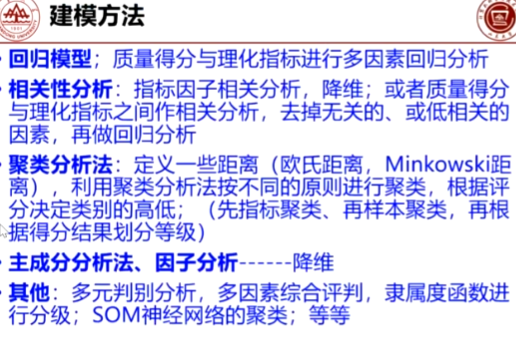 建模方法
回归模型；质量得分与理化指标进行多因素回归分析
相关性分析：指标因子相关分析，降维；或者质量得分
与理化指标之间作相关分析，去掉无关的、或低相关的
因素，再做回归分析
聚类分析法：定义一些距离（欧氏距离，Minkowski距
离），利用聚类分析法按不同的原则进行聚类，根据评
分决定类别的高低；（先指标聚类、再样本聚类，再根
据得分结果划分等级）
主成分分析法、因子分析------降维
其他：多元判别分析，多因素综合评判，隶属度函数进
行分级；SOM神经网络的聚类；等等